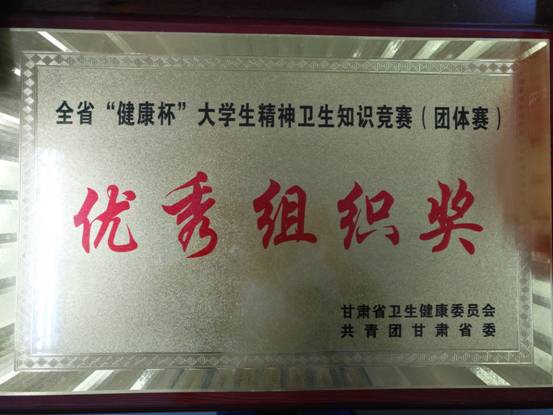 全省“健康杯”大学生精神卫生知识竞赛（团体赛）
优秀组织奖
甘肃省卫生健康委员会
共青团甘肃省委